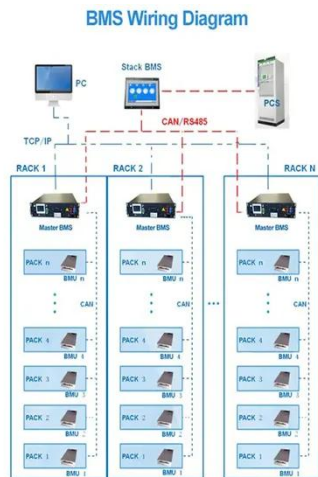 BMS Wiring Diagram
Stack BMS
PC
PCS
CAN/RS485
TCP/IP
RACK 1
RACK 2
RACK N
Master BMS
Master BMS
Master BMS
PACK n
BMU n
PACK n
BMU n
PACK n
BMU n
CAN
CAN
...
CAN
PACK 4
BMU 4
PACK 4
BMU 4
PACK 4
BMU 4
PACK 3
BMU 3
PACK 3
BMU 3
PACK 3
BMU 3
PACK 2
BMU 2
PACK 2
BMU 2
PACK 2
BMU 2
PACK 1
BMU 1
PACK 1
BMU 1
PACK 1
BMU 1